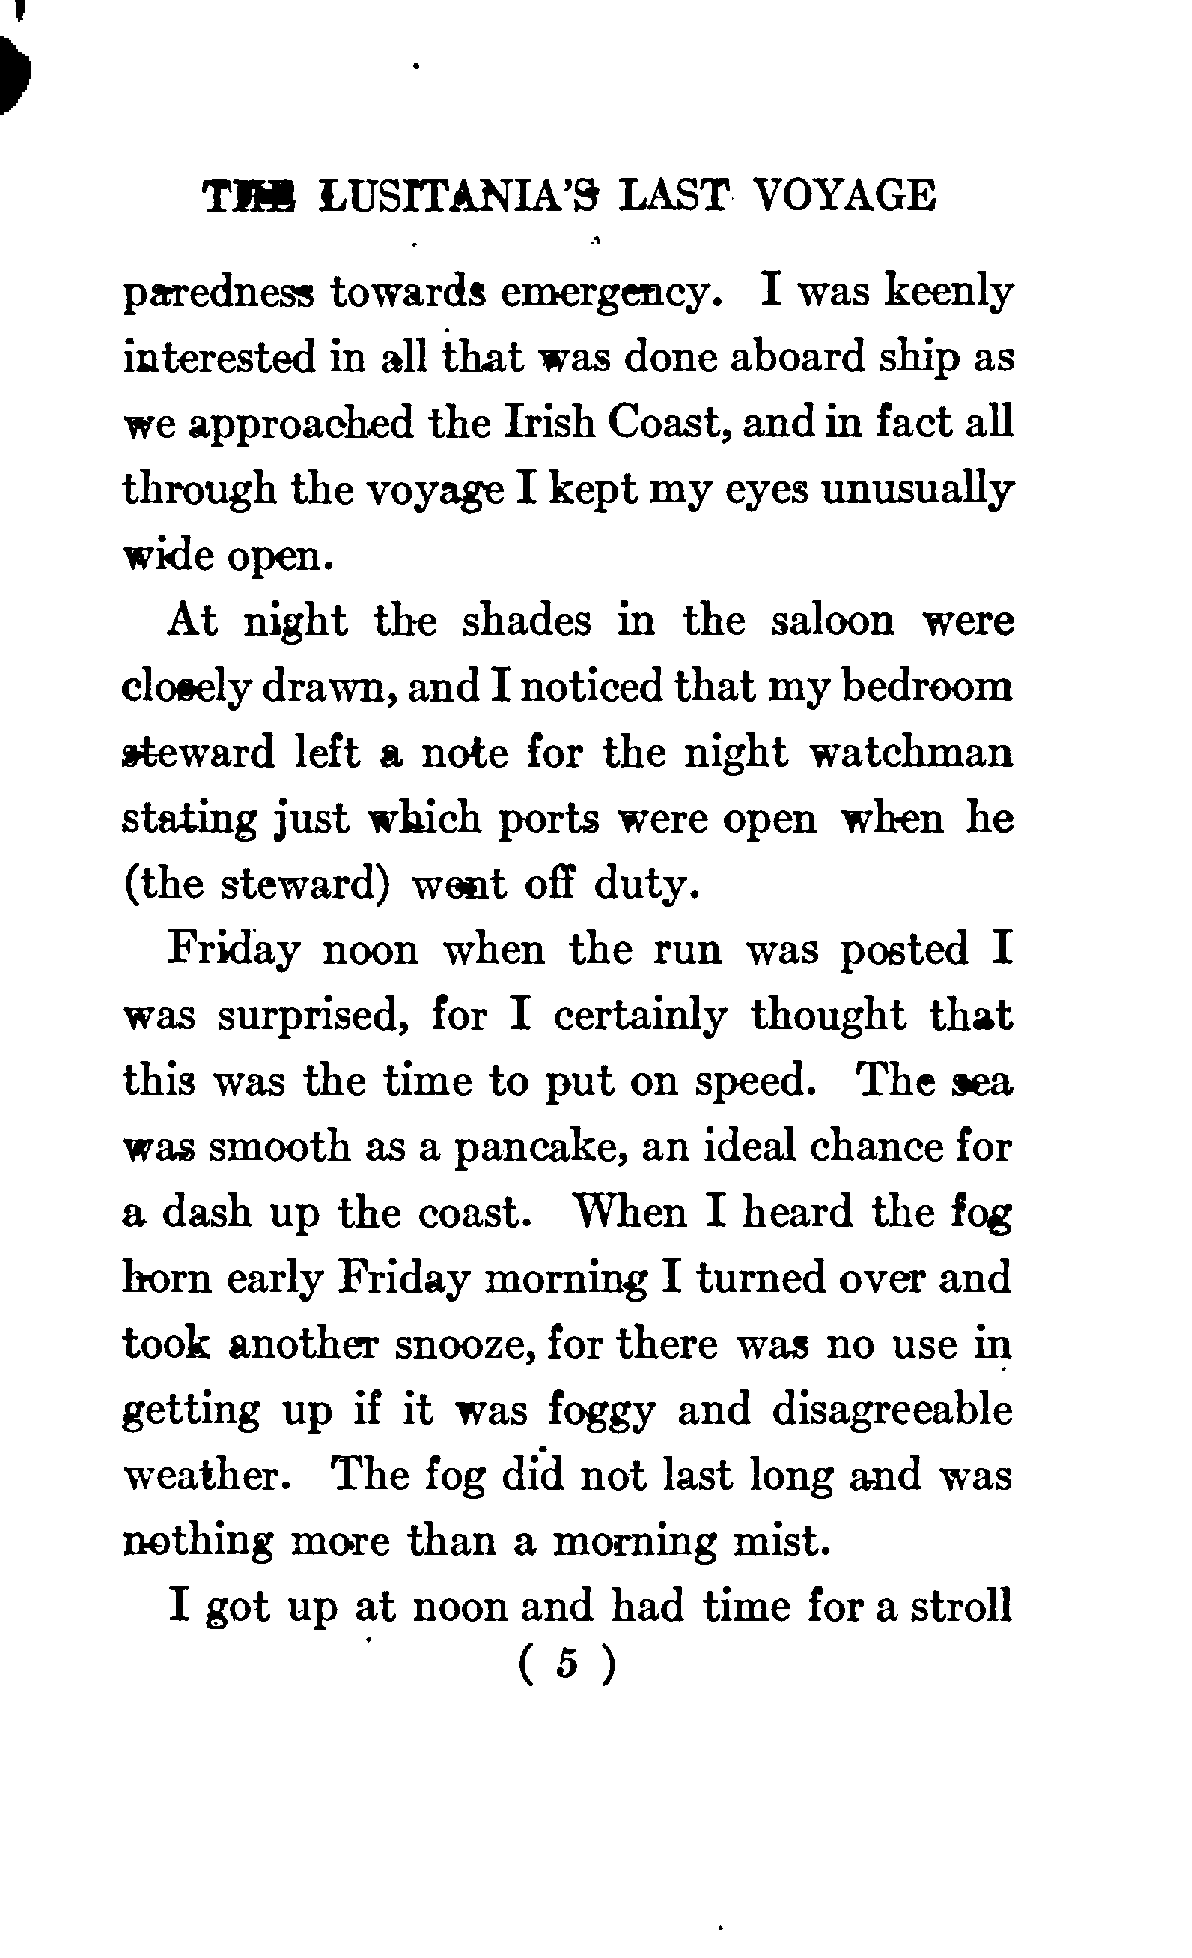 THE LUSITANIA'S LAST VOYAGE
paredness towards emergency. I was keenly
interested in all that was done aboard ship as
we approached the Irish Coast, and in fact all
through the voyage I kept my eyes unusually
wide open.
At night the shades in the saloon were
closely drawn, and I noticed that my bedroom
steward left a note for the night watchman
stating just which ports were open when he
(the steward) went off duty.
Friday noon when the run was posted I
was surprised, for I certainly thought that
this was the time to put on speed. The sea
was smooth as a pancake, an ideal chance for
a dash up the coast. When I heard the fog
horn early Friday morning I turned over and
took another snooze, for there was no use in
getting up if it was foggy and disagreeable
weather. The fog did not last long and was
nothing more than a morning mist.
I got up at noon and had time for a stroll
( 5 )